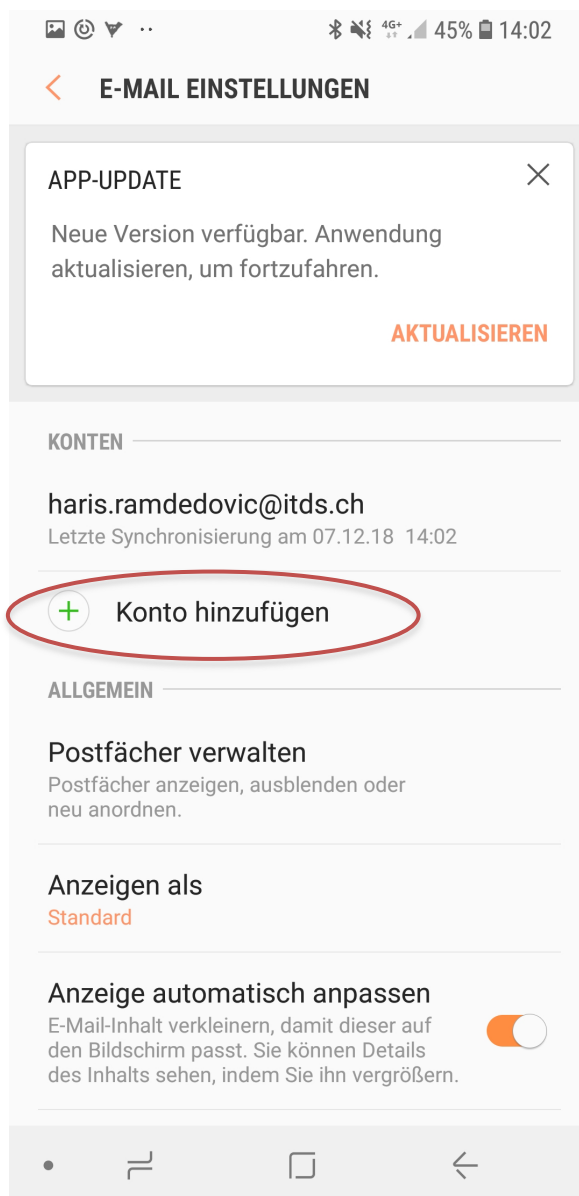 4G+ 45% 14:02
E-MAIL EINSTELLUNGEN
APP-UPDATE
Neue Version verfügbar. Anwendung
aktualisieren, um fortzufahren.
AKTUALISIEREN
KONTEN
haris.ramdedovic@itds.ch
Letzte Synchronisierung am 07.12.18 14:02
Konto hinzufügen
ALLGEMEIN
Postfächer verwalten
Postfächer anzeigen, ausblenden oder
neu anordnen.
Anzeigen als
Standard
Anzeige automatisch anpassen
E-Mail-Inhalt verkleinern, damit dieser auf
den Bildschirm passt. Sie können Details
des Inhalts sehen, indem Sie ihn vergrößern.